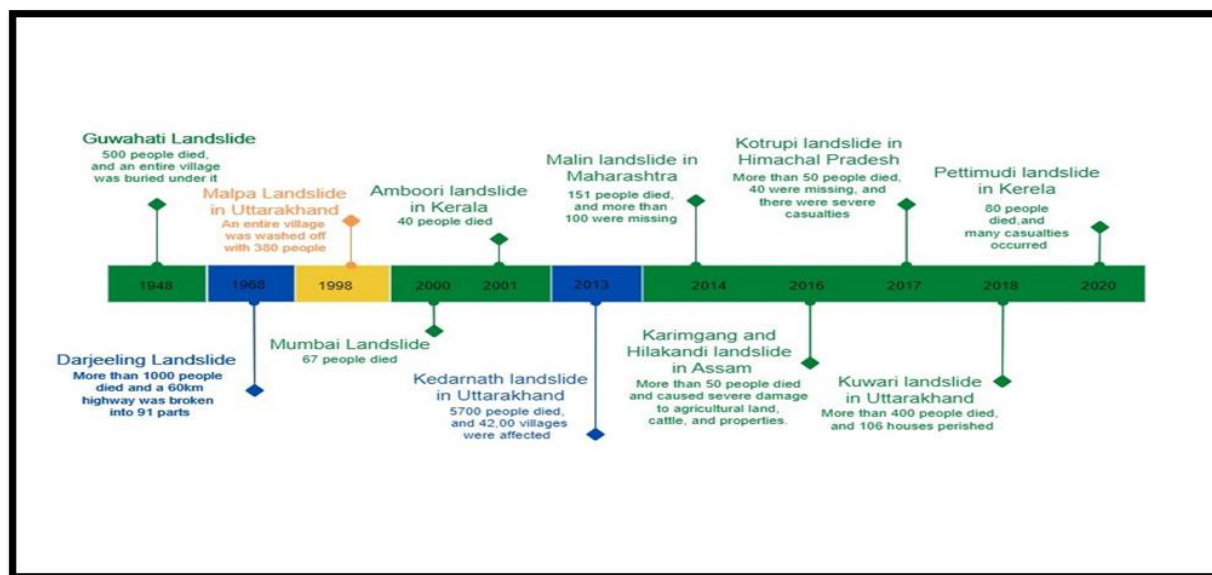 Guwahati Landslide
500 people died,
and an entire village
was buried under it
Malpa Landslide
in Uttarakhand
An entire village
was washed off
with 380 people
Amboori landslide
in Kerala
40 people died
Malin landslide in
Maharashtra
151 people died,
and more than
100 were missing
Kotrupi landslide in
Himachal Pradesh
More than 50 people died,
40 were missing, and
there were severe
casualties
Pettimudi landslide
in Kerela
80 people
died,and
many casualties
occurred
1948
1968
1998
2000
2001
2013
2014
2016
2017
2018
2020
Darjeeling Landslide
More than 1000 people
died and a 60km
highway was broken
into 91 parts
Mumbai Landslide
67 people died
Kedarnath landslide
in Uttarakhand
5700 people died,
and 42,00 villages
were affected
Karimgang and
Hilakandi landslide
in Assam
More than 50 people died
and caused severe damage
to agricultural land,
cattle, and properties.
Kuwari landslide
in Uttarakhand
More than 400 people died,
and 106 houses perished